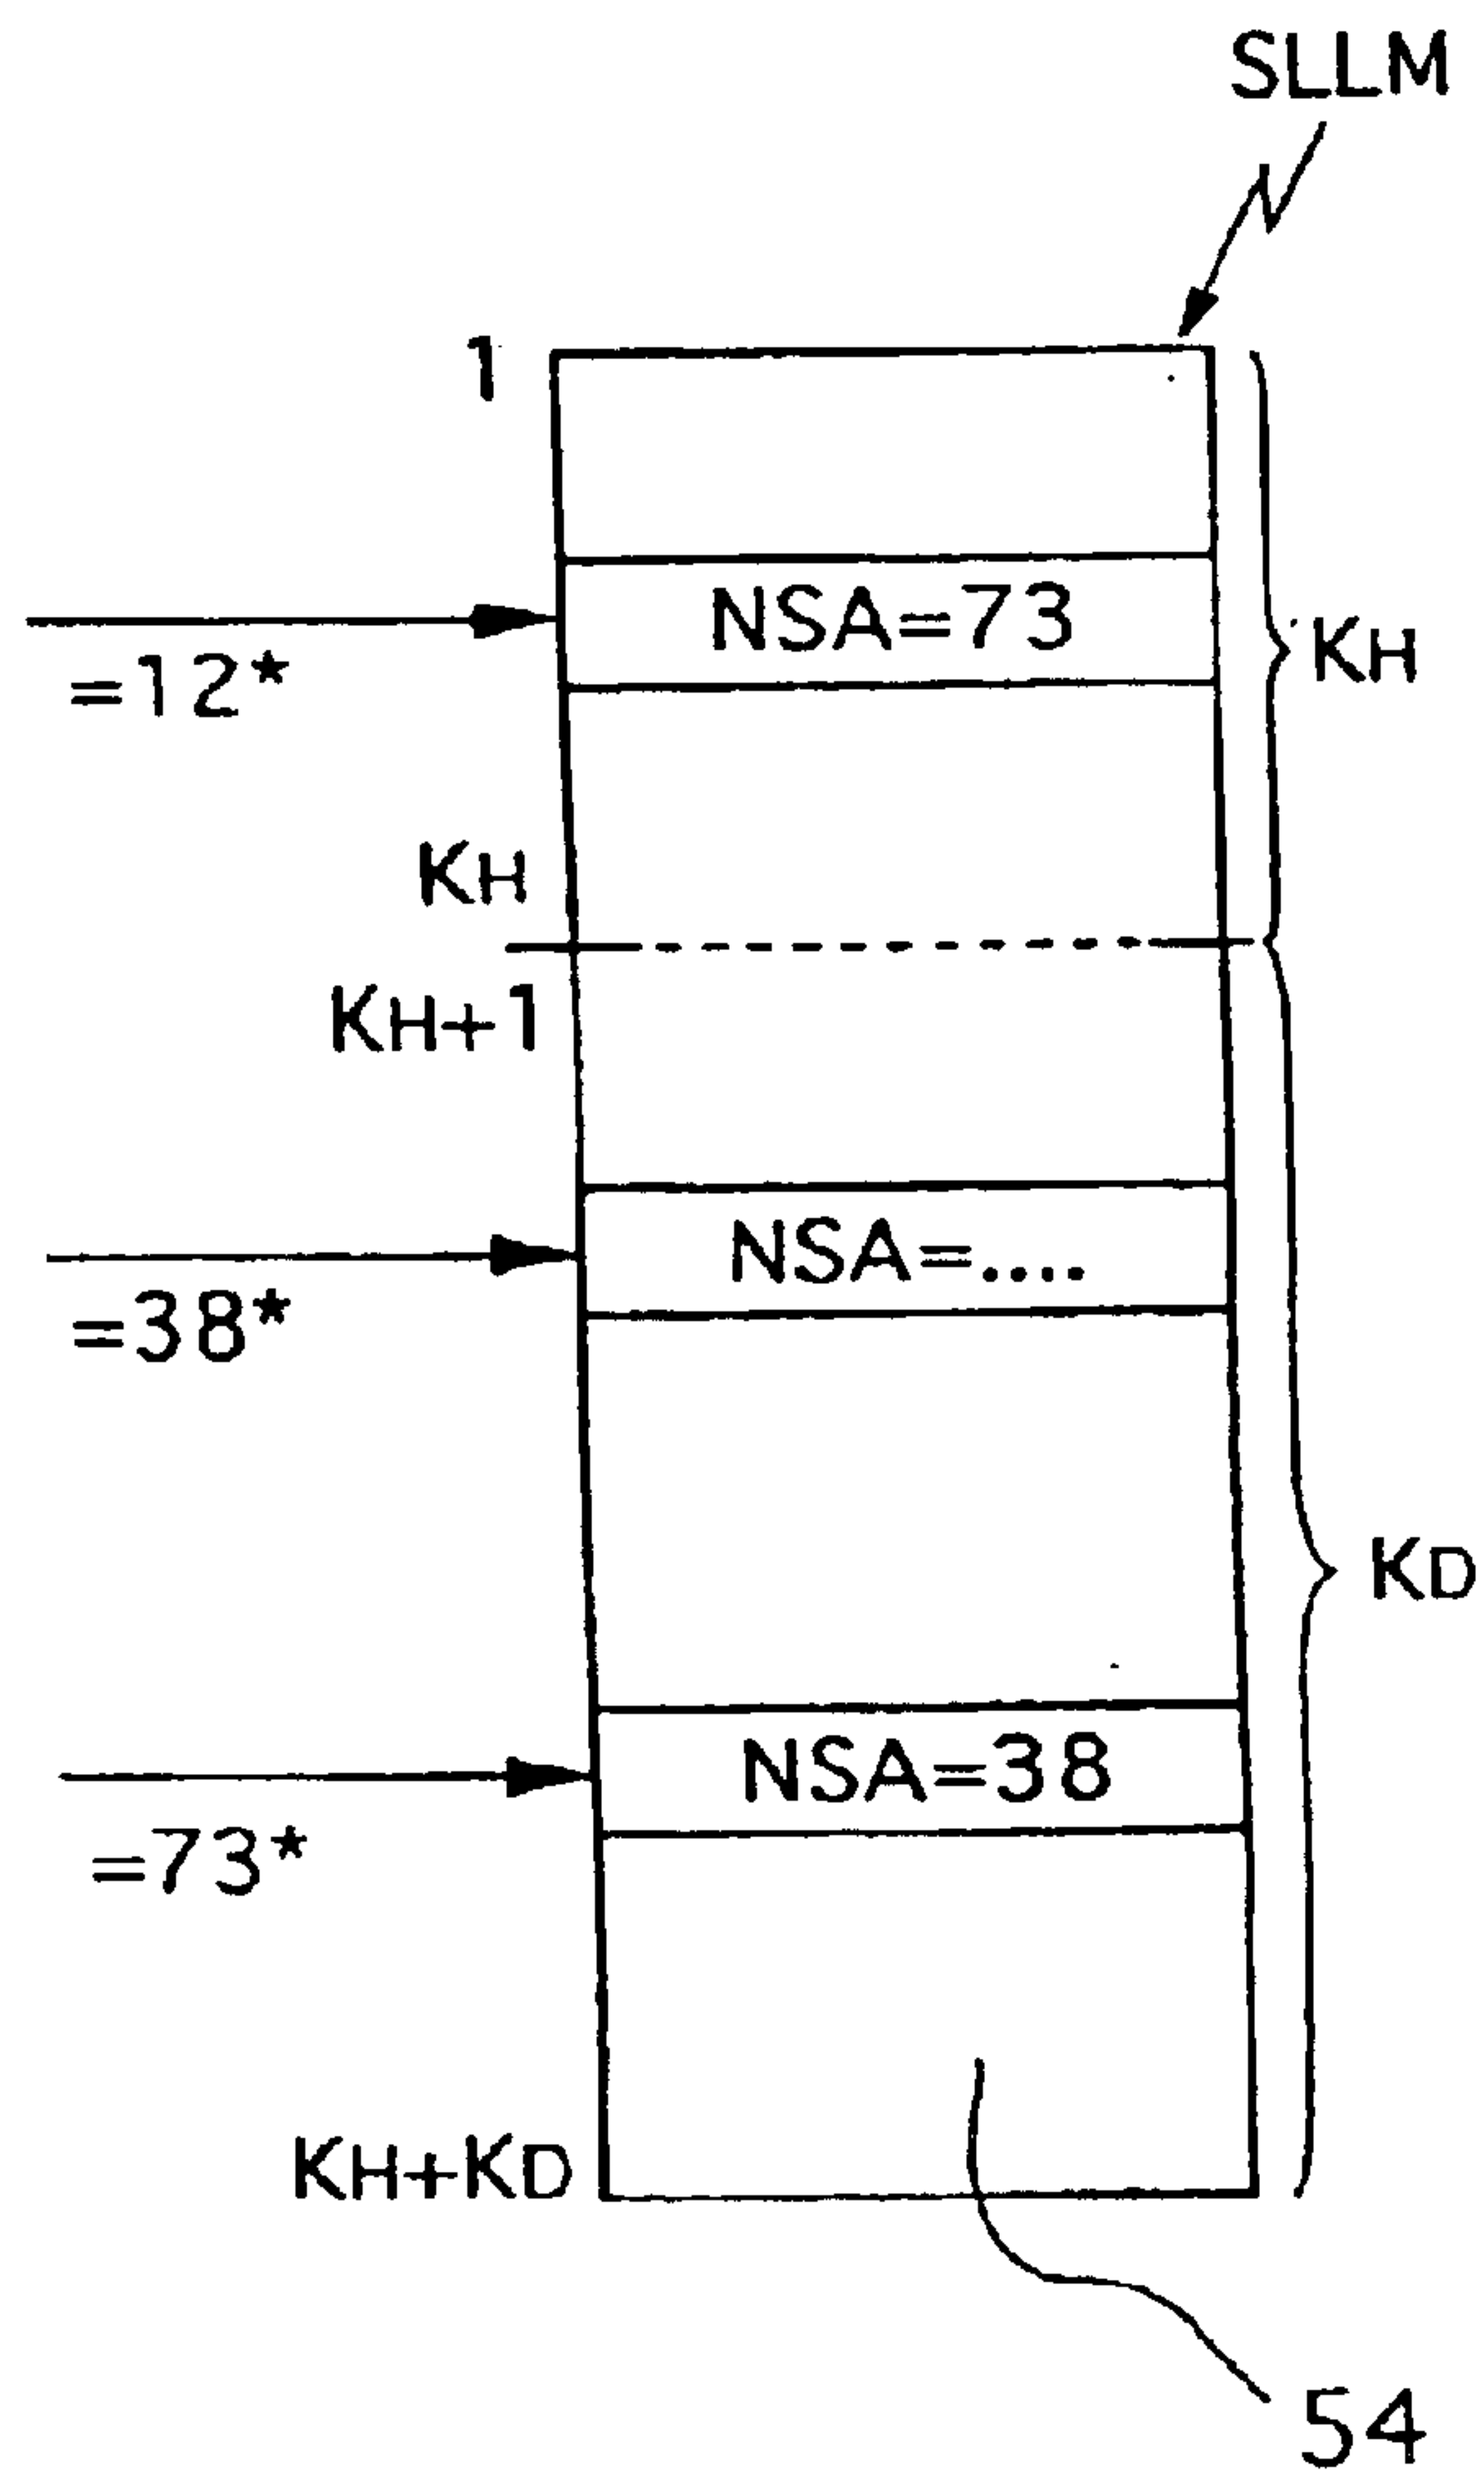 SLLM
1
NSA=73
=12*
KH
KH
KH+1
NSA=....
=38*
KD
NSA=38
=73*
KH+KD
54